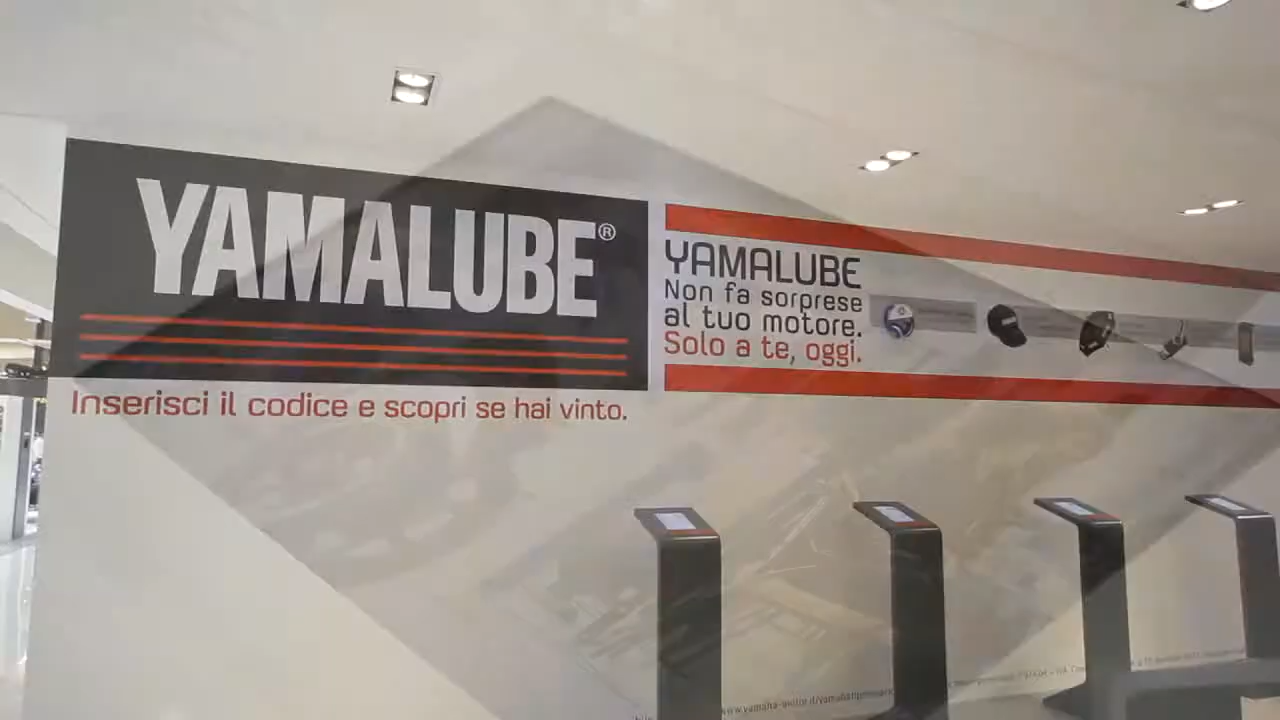 YAMALUBE®
Inserisci il codice e scopri se hai vinto.
YAMALUBE
Non fa sorprese
al tuo motore.
Solo a te, oggi.